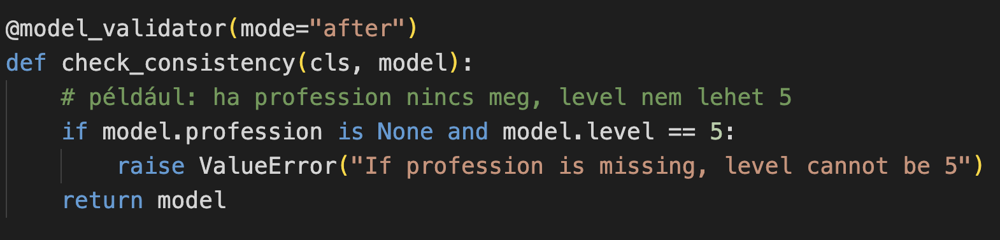 @model_validator(mode="after")
def check_consistency(cls, model):
    # például: ha profession nincs meg, level nem lehet 5
    if model.profession is None and model.level == 5:
        raise ValueError("If profession is missing, level cannot be 5")
    return model